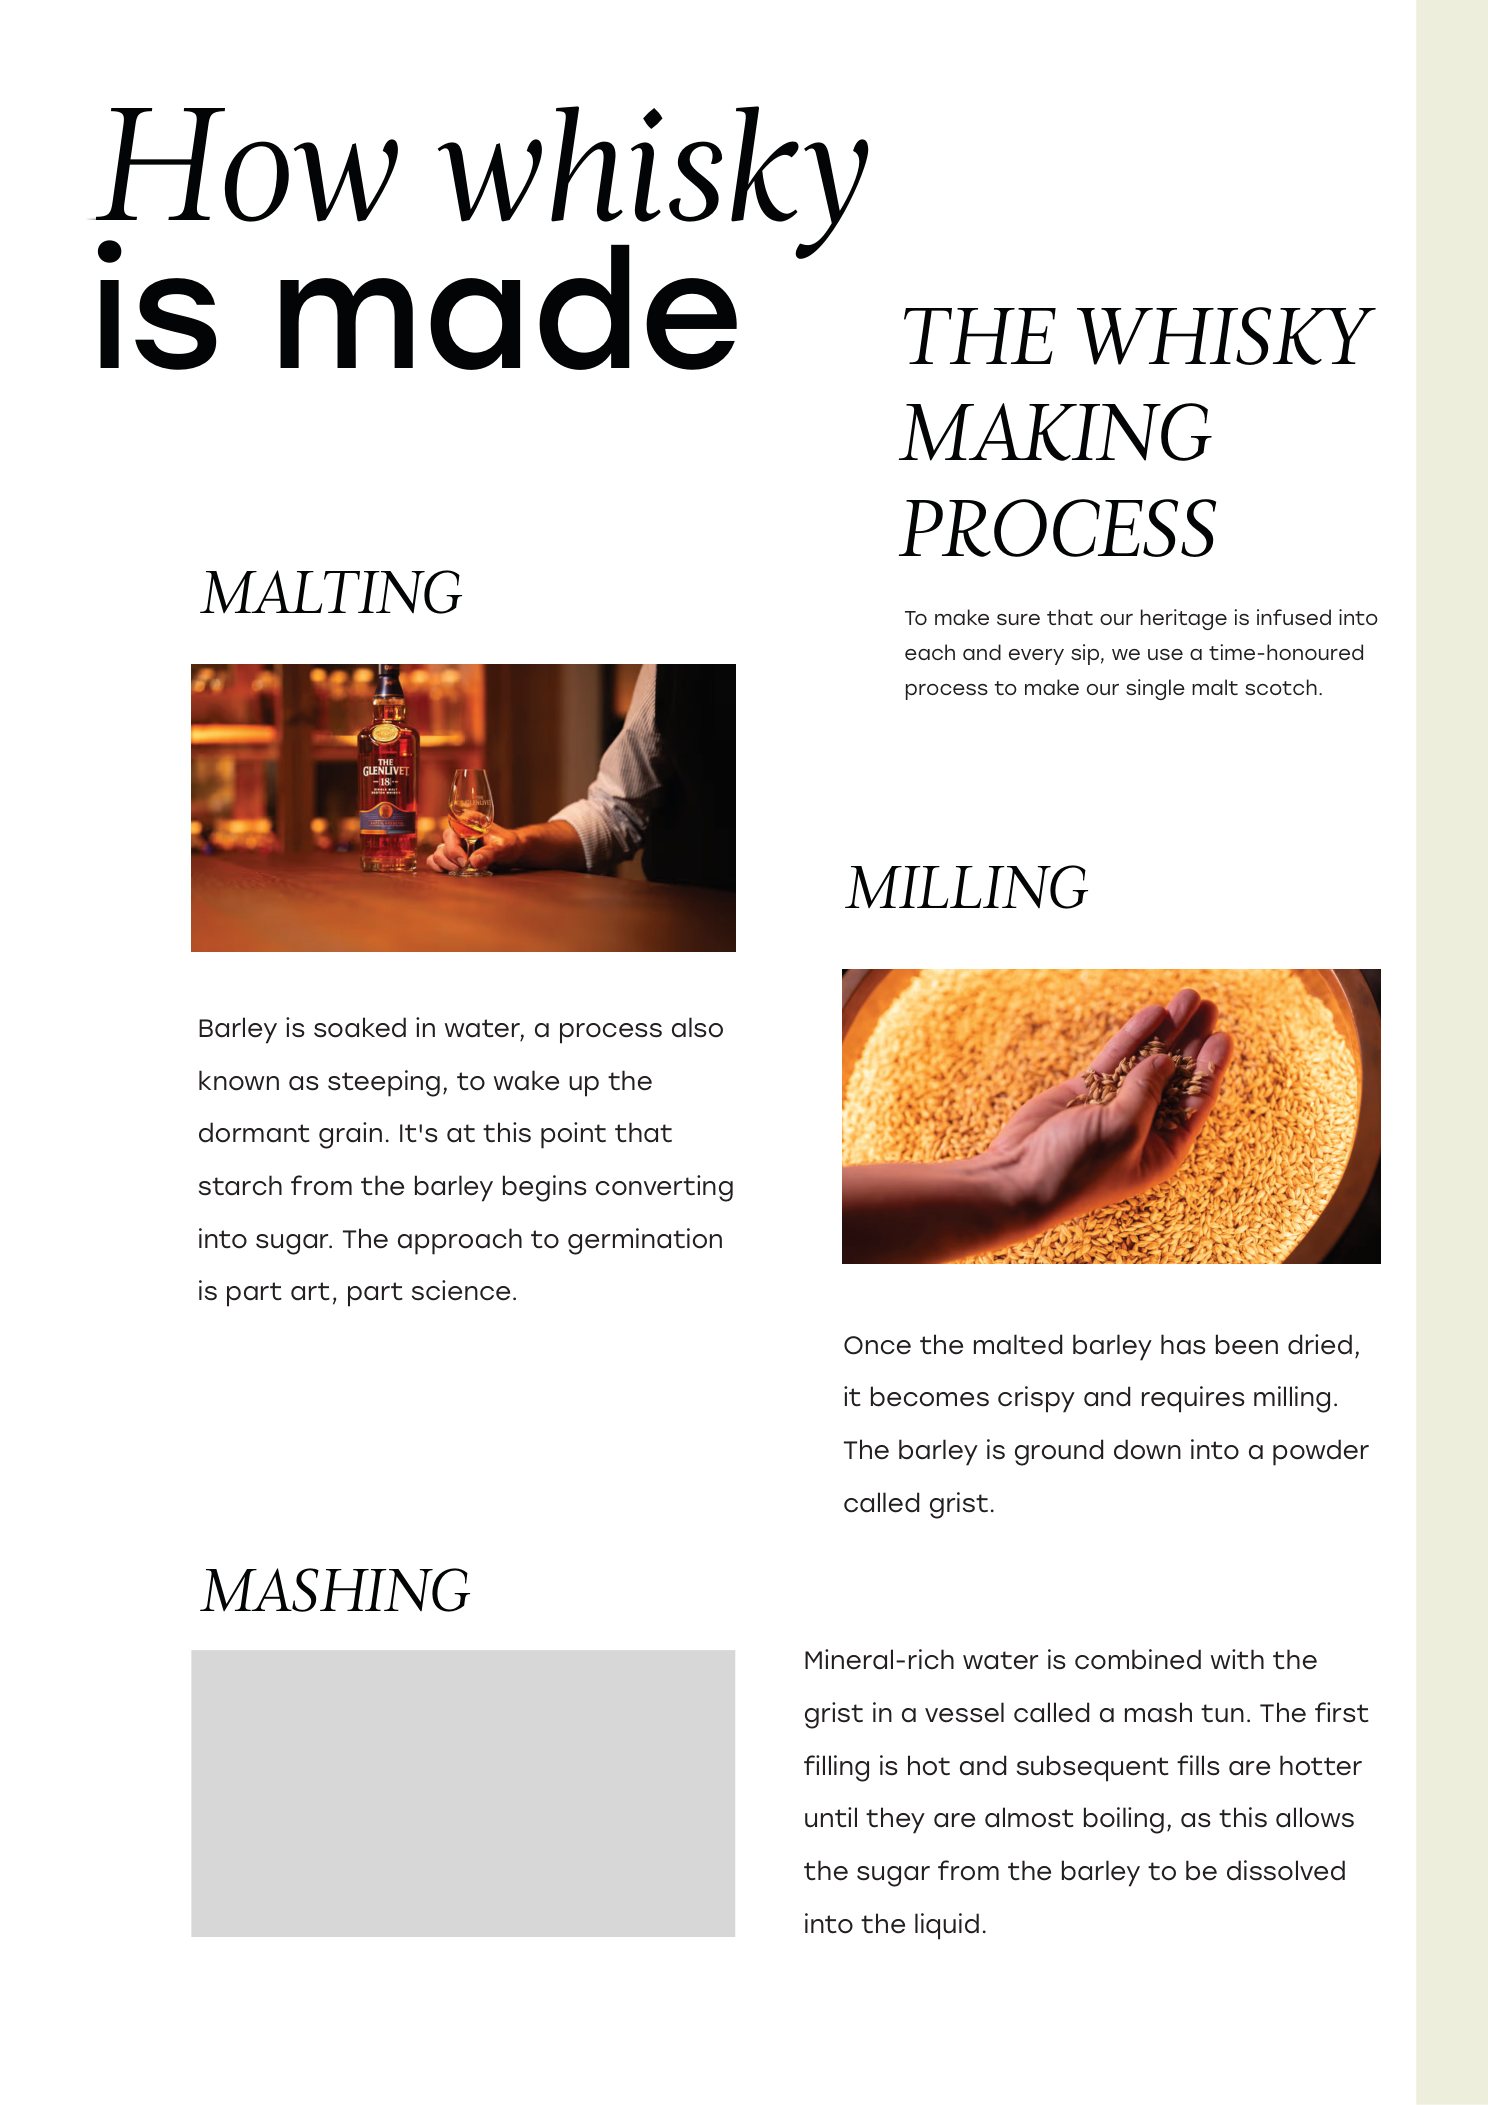 How whisky
is made
THE WHISKY
MAKING
PROCESS
To make sure that our heritage is infused into
each and every sip, we use a time-honoured
process to make our single malt scotch.
MALTING
THE
GLENLIVET
18
Barley is soaked in water, a process also
known as steeping, to wake up the
dormant grain. It's at this point that
starch from the barley begins converting
into sugar. The approach to germination
is part art, part science.
MILLING
Once the malted barley has been dried,
it becomes crispy and requires milling.
The barley is ground down into a powder
called grist.
MASHING
Mineral-rich water is combined with the
grist in a vessel called a mash tun. The first
filling is hot and subsequent fills are hotter
until they are almost boiling, as this allows
the sugar from the barley to be dissolved
into the liquid.